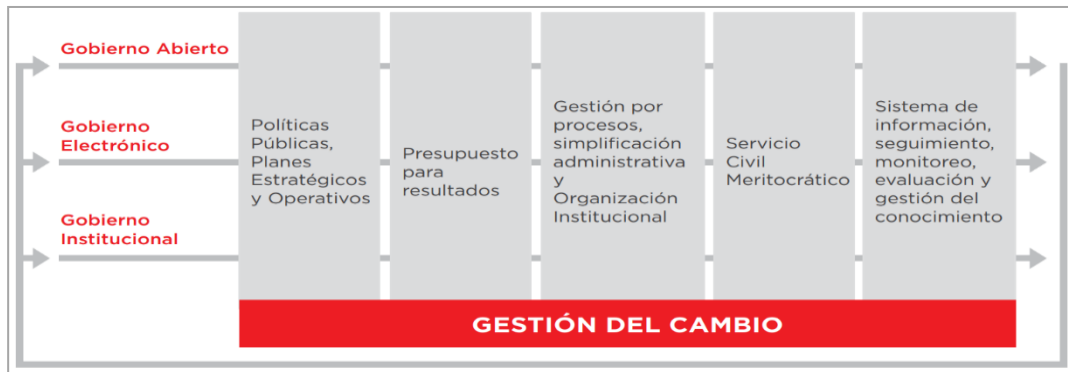 Gobierno Abierto
Gobierno
Electrónico
Gobierno
Institucional
Políticas
Públicas,
Planes
Estratégicos
y Operativos
Presupuesto
para
resultados
Gestión por
procesos,
simplificación
administrativa
y
Organización
Institucional
Servicio
Civil
Meritocrático
Sistema de
información,
seguimiento,
monitoreo,
evaluación y
gestión del
conocimiento
GESTIÓN DEL CAMBIO